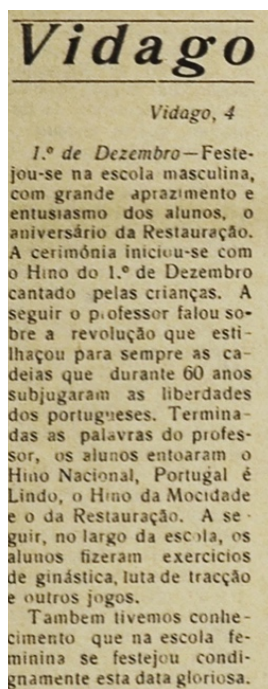 Vidago
Vidago, 4
1.º de Dezembro—Feste-
jou-se na escola masculina,
com grande aprazimento e
entusiasmo dos alunos, o
aniversário da Restauração.
A cerimónia iniciou-se com
o Hino do 1.º de Dezembro
cantado pelas crianças. A
seguir o professor falou so-
bre a revolução que esti-
lhaçou para sempre as ca-
deias que durante 60 anos
subjugaram as liberdades
dos portugueses. Termina-
das as palavras do profes-
sor, os alunos entoaram o
Hino Nacional, Portugal é
Lindo, o Hino da Mocidade
e o da Restauração. A se-
guir, no largo da escola, os
alunos fizeram exercicios
de ginástica, luta de tracção
e outros jogos.
Tambem tivemos conhe-
cimento que na escola fe-
minina se festejou condi-
gnamente esta data gloriosa.